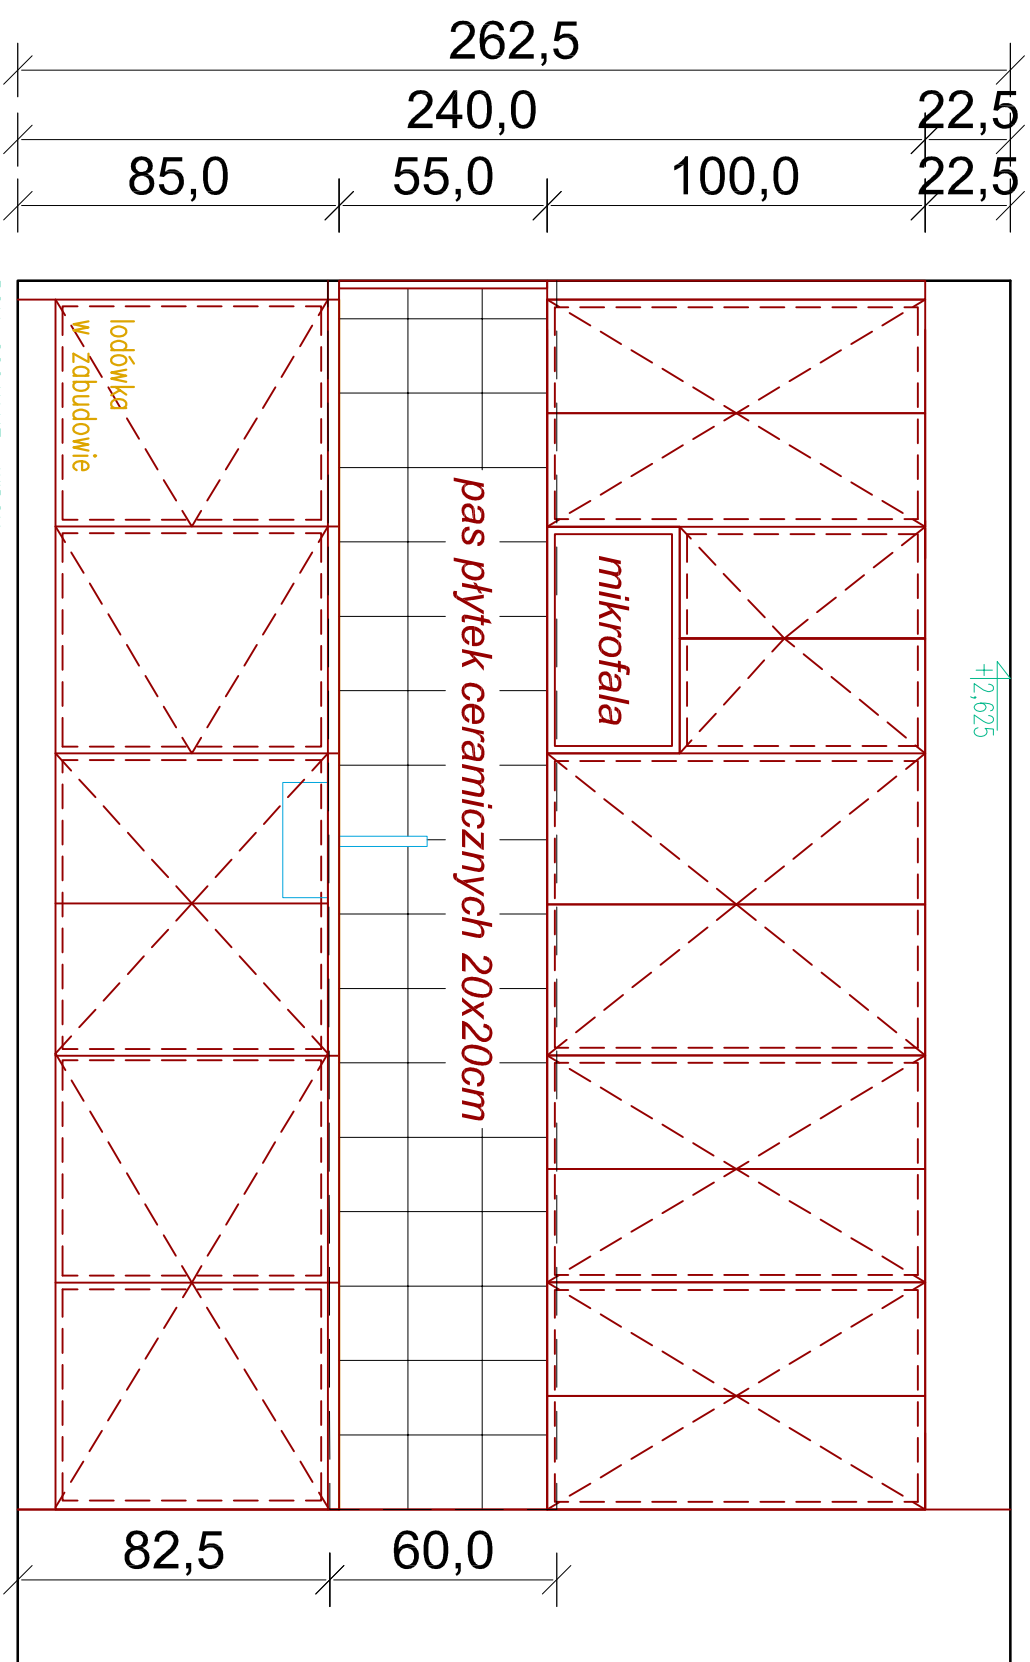 262,5
240,0
22,5
85,0
55,0
100,0
22,5
lodówka
w zabudowie
pas płytek ceramicznych 20x20cm
mikrofala
+2,625
82,5
60,0